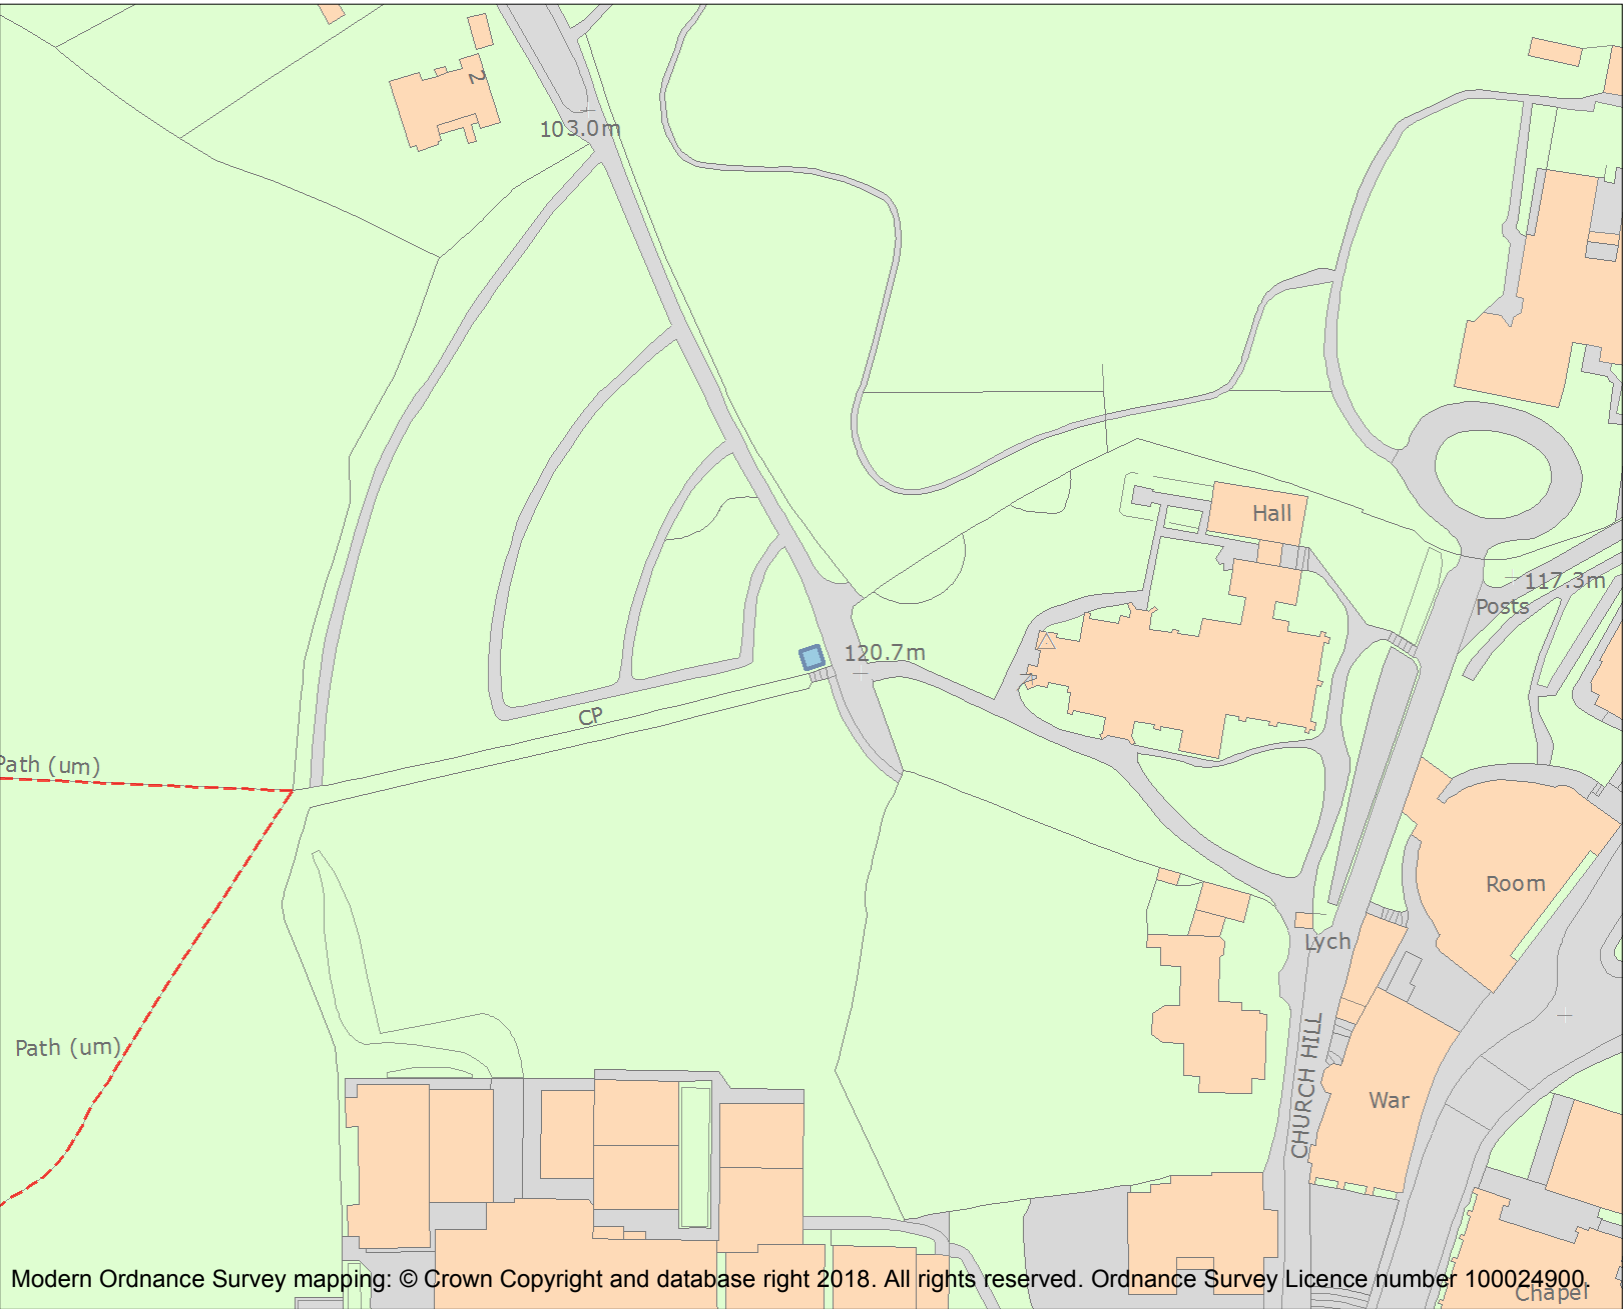 2
103.0m
Hall
117.3m
Posts
120.7m
CP
Path (um)
Room
Lych
Path (um)
CHURCH HILL
War
Modern Ordnance Survey mapping: © Crown Copyright and database right 2018. All rights reserved. Ordnance Survey Licence number 100024900.
Chapel